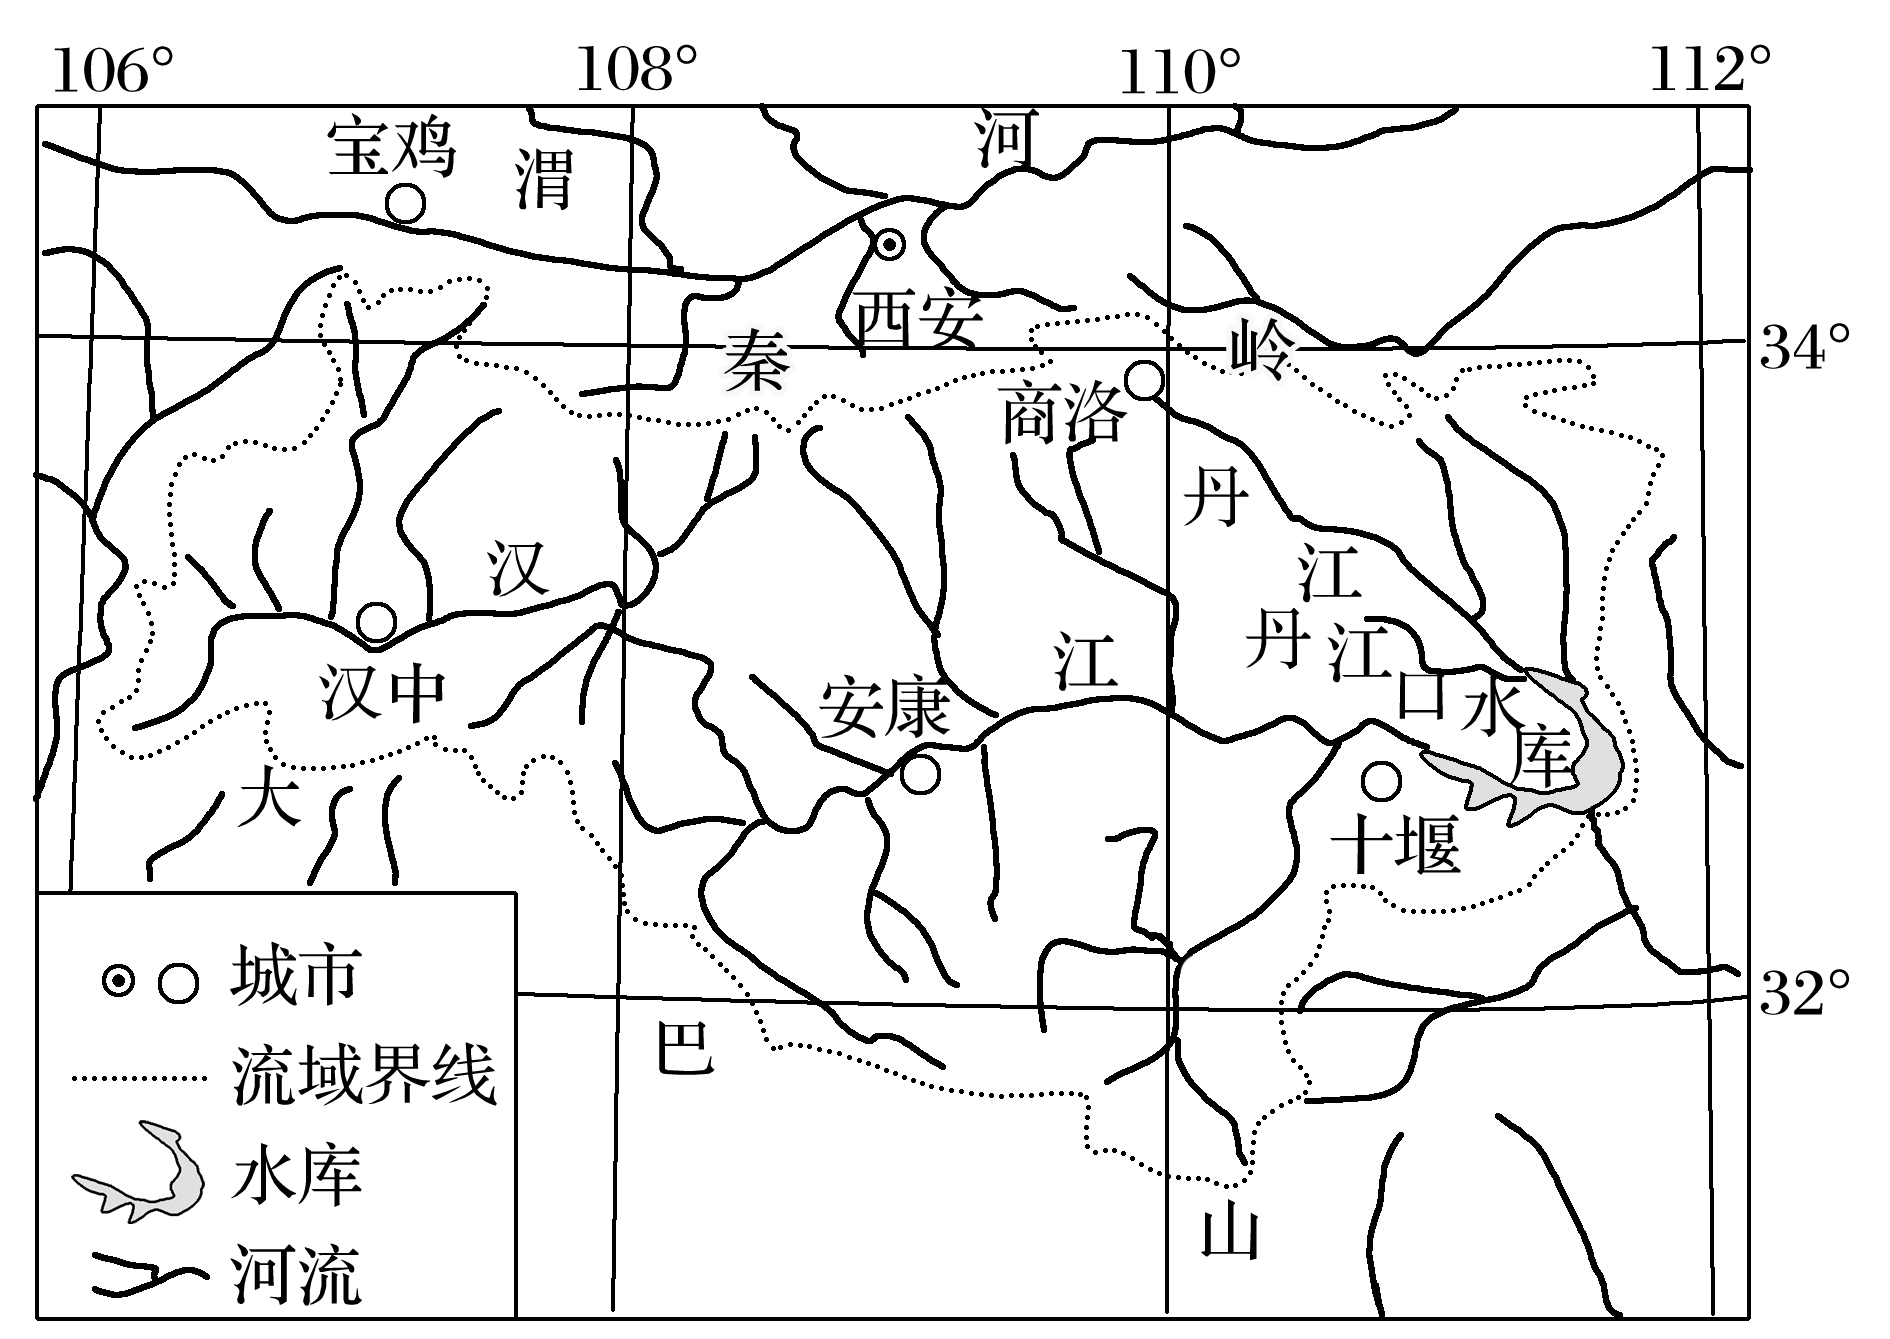 106°
108°
110°
112°
宝鸡
渭
河
西安
秦
岭
34°
商洛
丹
江
汉
江
丹江
口水
库
汉中
安康
大
十堰
巴
山
32°
城市
流域界线
水库
河流